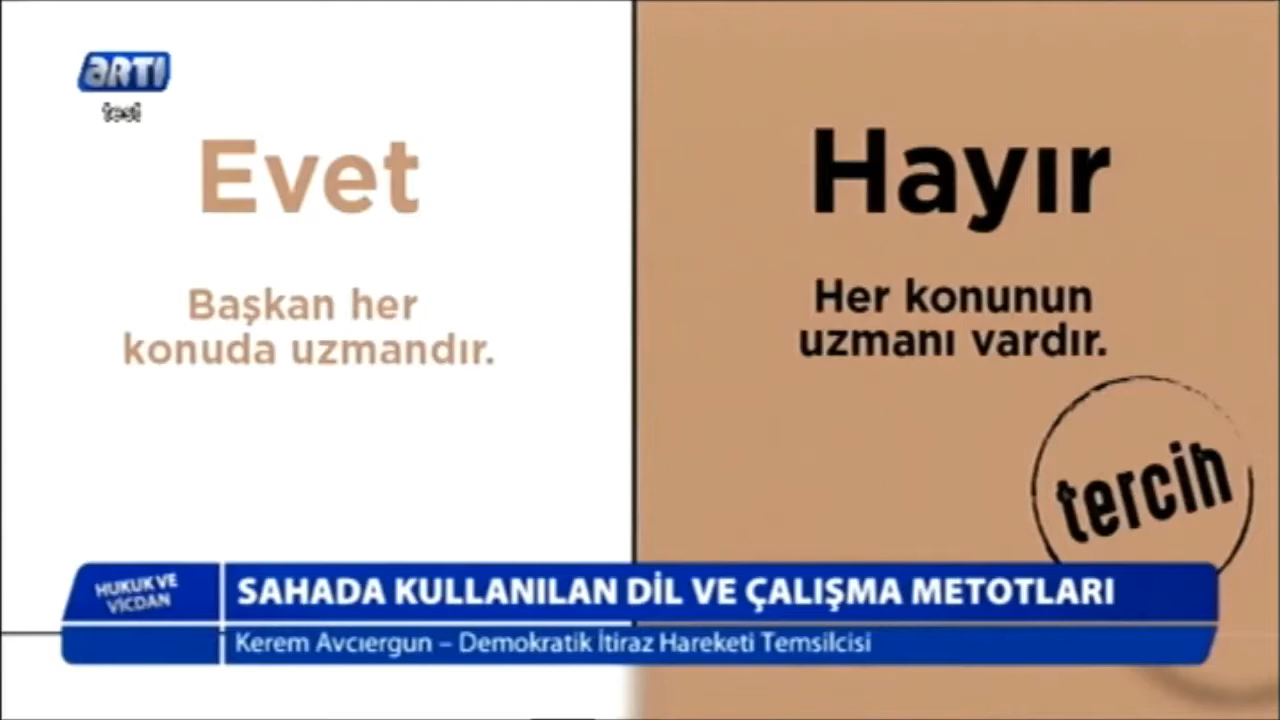 aRTI
test
Evet
Başkan her
konuda uzmandır.
Hayır
Her konunun
uzmanı vardır.
tercih
HUKUK VE
VİCDAN
SAHADA KULLANILAN DİL VE ÇALIŞMA METOTLARI
Kerem Avcıergun – Demokratik İtiraz Hareketi Temsilcisi